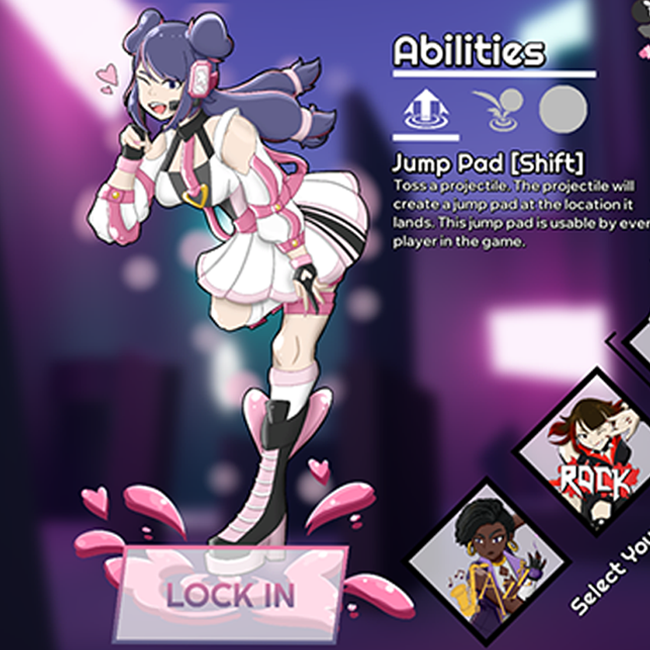 Abilities
Jump Pad [Shift]
Toss a projectile. The projectile will
create a jump pad at the location it
lands. This jump pad is usable by ever
player in the game.
ROCK
Select You
LOCK IN